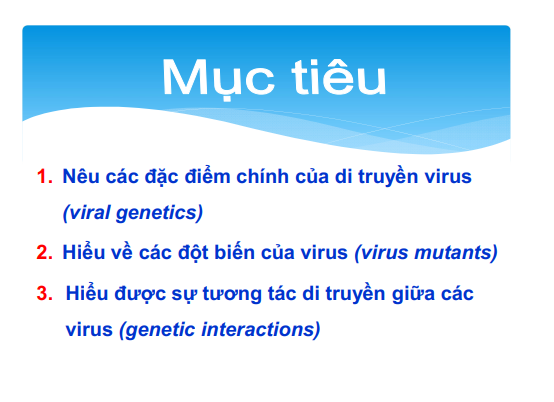 Mục tiêu
1. Nêu các đặc điểm chính của di truyền virus
(viral genetics)
2. Hiểu về các đột biến của virus (virus mutants)
3. Hiểu được sự tương tác di truyền giữa các
virus (genetic interactions)